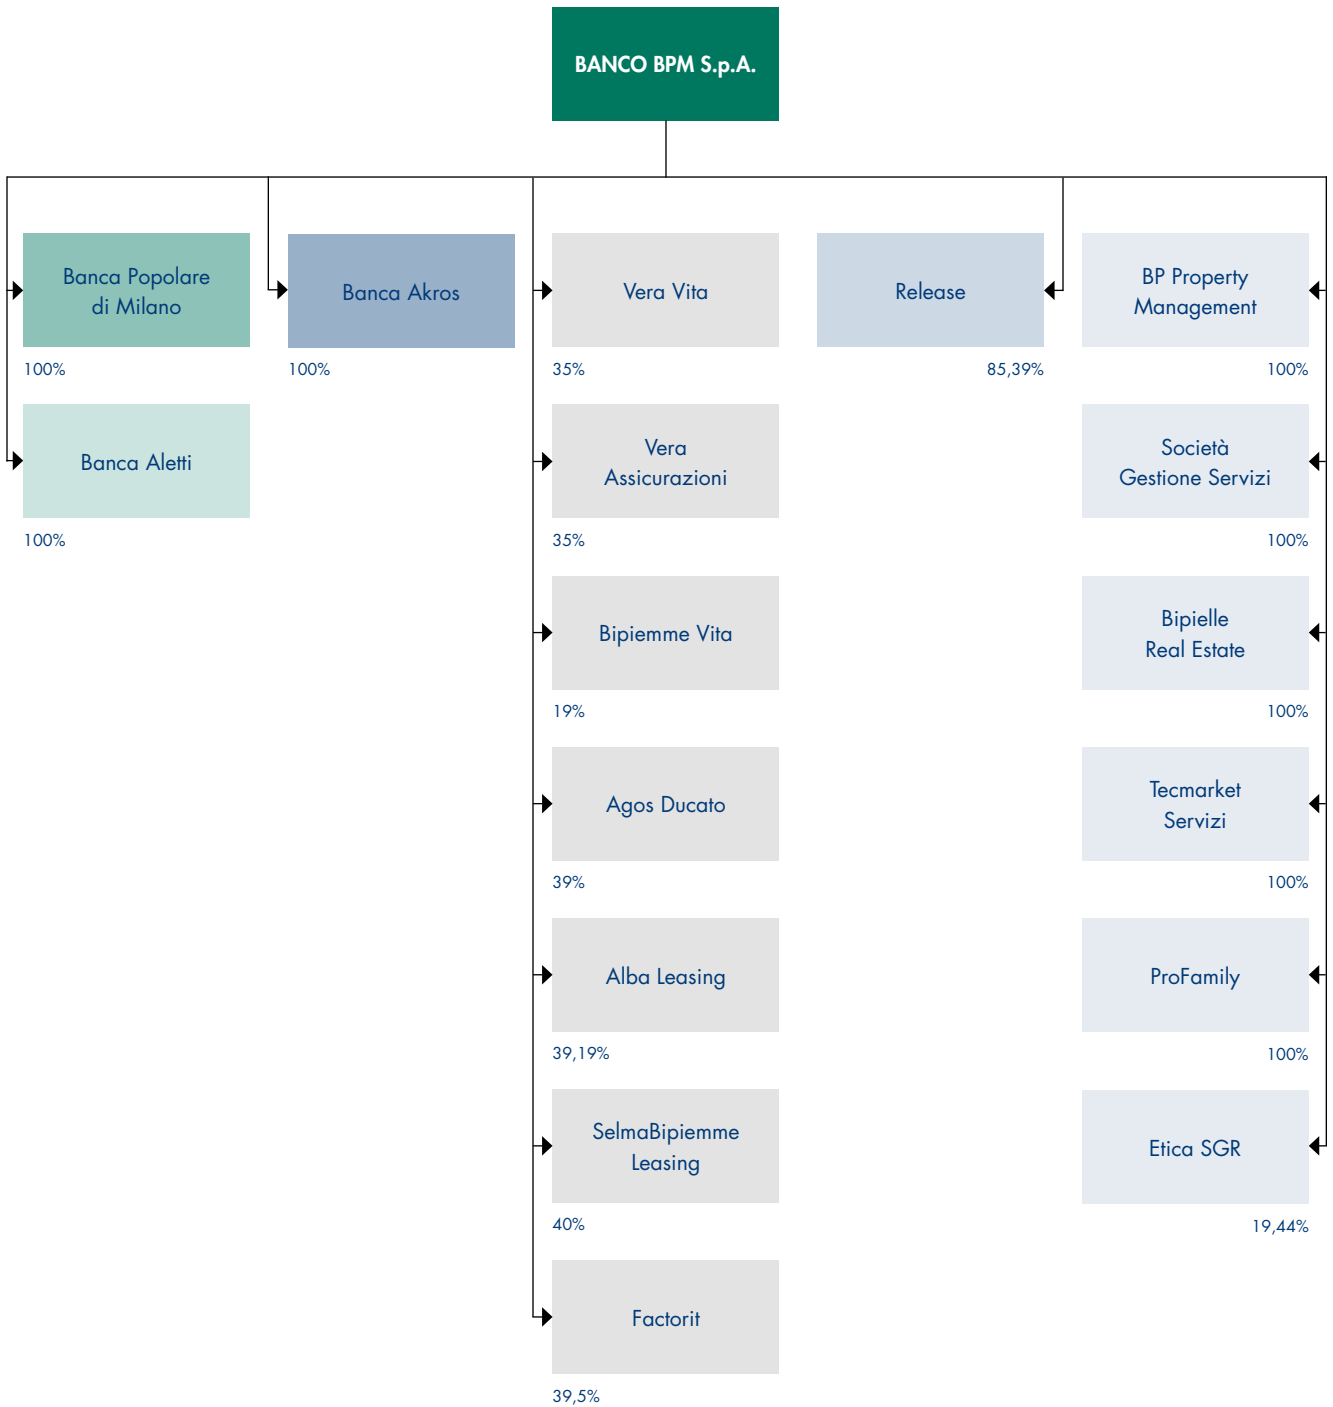 BANCO BPM S.p.A.
Banca Popolare
di Milano
100%
Banca Aletti
100%
Banca Akros
100%
Vera Vita
35%
Vera
Assicurazioni
35%
Bipiemme Vita
19%
Agos Ducato
39%
Alba Leasing
39,19%
SelmaBipiemme
Leasing
40%
Factorit
39,5%
Release
85,39%
BP Property
Management
100%
Società
Gestione Servizi
100%
Bipielle
Real Estate
100%
Tecmarket
Servizi
100%
ProFamily
100%
Etica SGR
19,44%